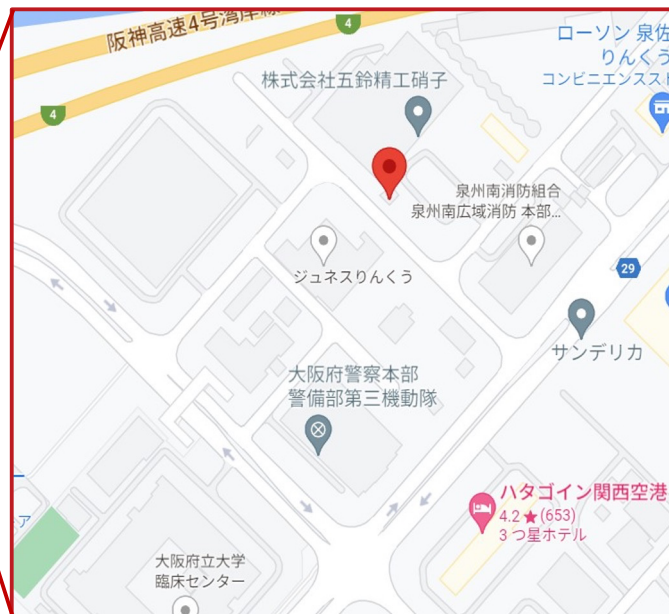 阪神高速4号湾岸線
4
4
ローソン 泉佐
りんくう
コンビニエンススト
株式会社五鈴精工硝子
泉州南消防組合
泉州南広域消防 本部...
29
ジュネスりんくう
サンデリカ
大阪府警察本部
警備部第三機動隊
ハタゴイン関西空港
4.2★(653)
3 つ星ホテル
ア
大阪府立大学
臨床センター